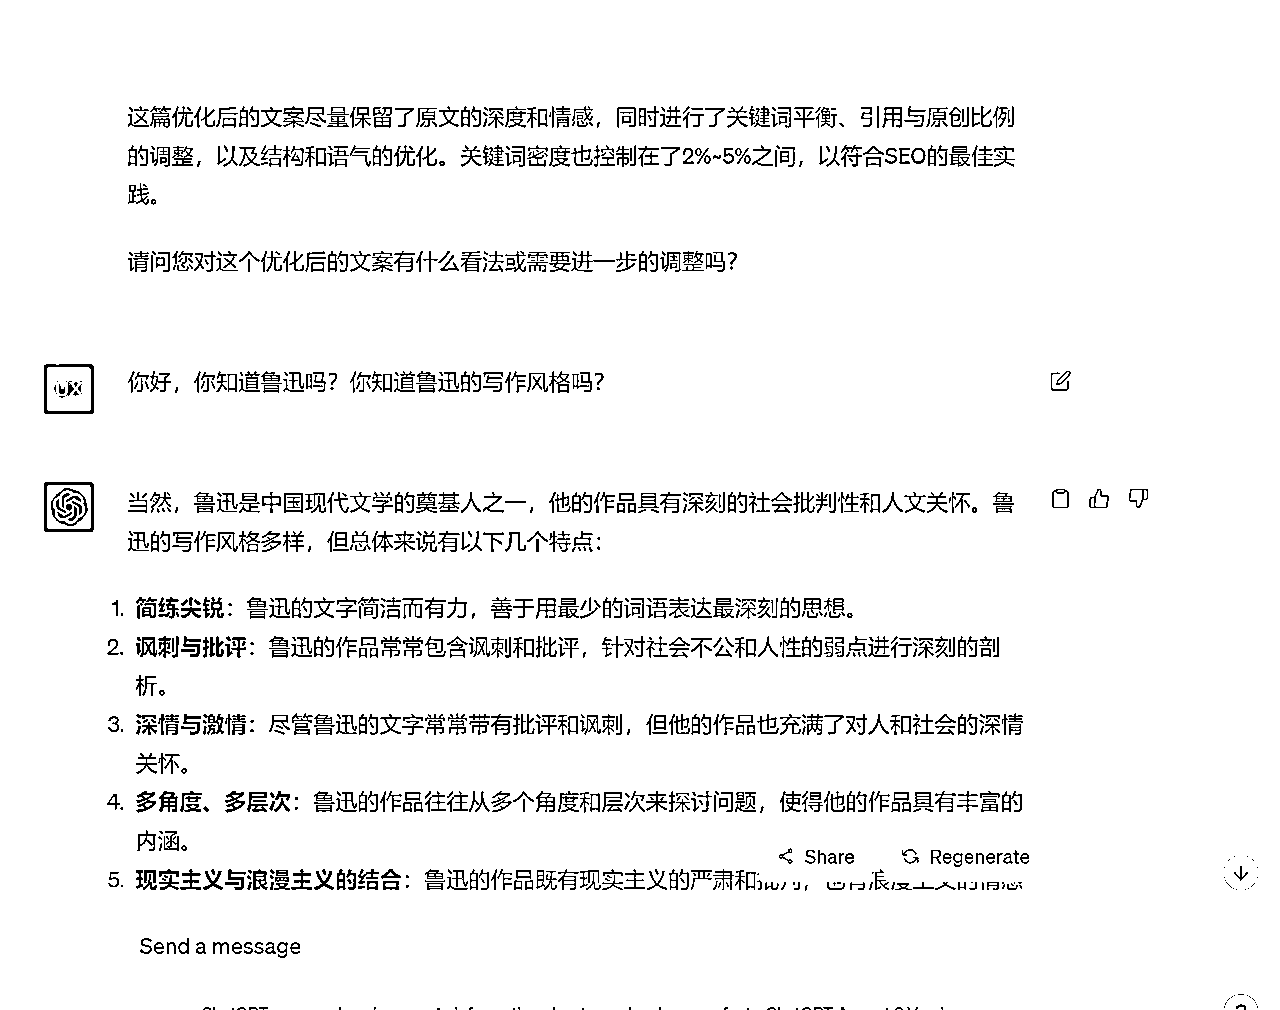 这篇优化后的文案尽量保留了原文的深度和情感，同时进行了关键词平衡、引用与原创比例
的调整，以及结构和语气的优化。关键词密度也控制在了2%~5%之间，以符合SEO的最佳实
践。
请问您对这个优化后的文案有什么看法或需要进一步的调整吗？
UX
你好，你知道鲁迅吗？你知道鲁迅的写作风格吗？
当然，鲁迅是中国现代文学的奠基人之一，他的作品具有深刻的社会批判性和人文关怀。鲁
迅的写作风格多样，但总体来说有以下几个特点：
1. 简练尖锐：鲁迅的文字简洁而有力，善于用最少的词语表达最深刻的思想。
2. 讽刺与批评：鲁迅的作品常常包含讽刺和批评，针对社会不公和人性的弱点进行深刻的剖
析。
3. 深情与激情：尽管鲁迅的文字常常带有批评和讽刺，但他的作品也充满了对人和社会的深情
关怀。
4. 多角度、多层次：鲁迅的作品往往从多个角度和层次来探讨问题，使得他的作品具有丰富的
内涵。
Share Regenerate
5. 现实主义与浪漫主义的结合：鲁迅的作品既有现实主义的严肃和批判，也有浪漫主义的情感
Send a message